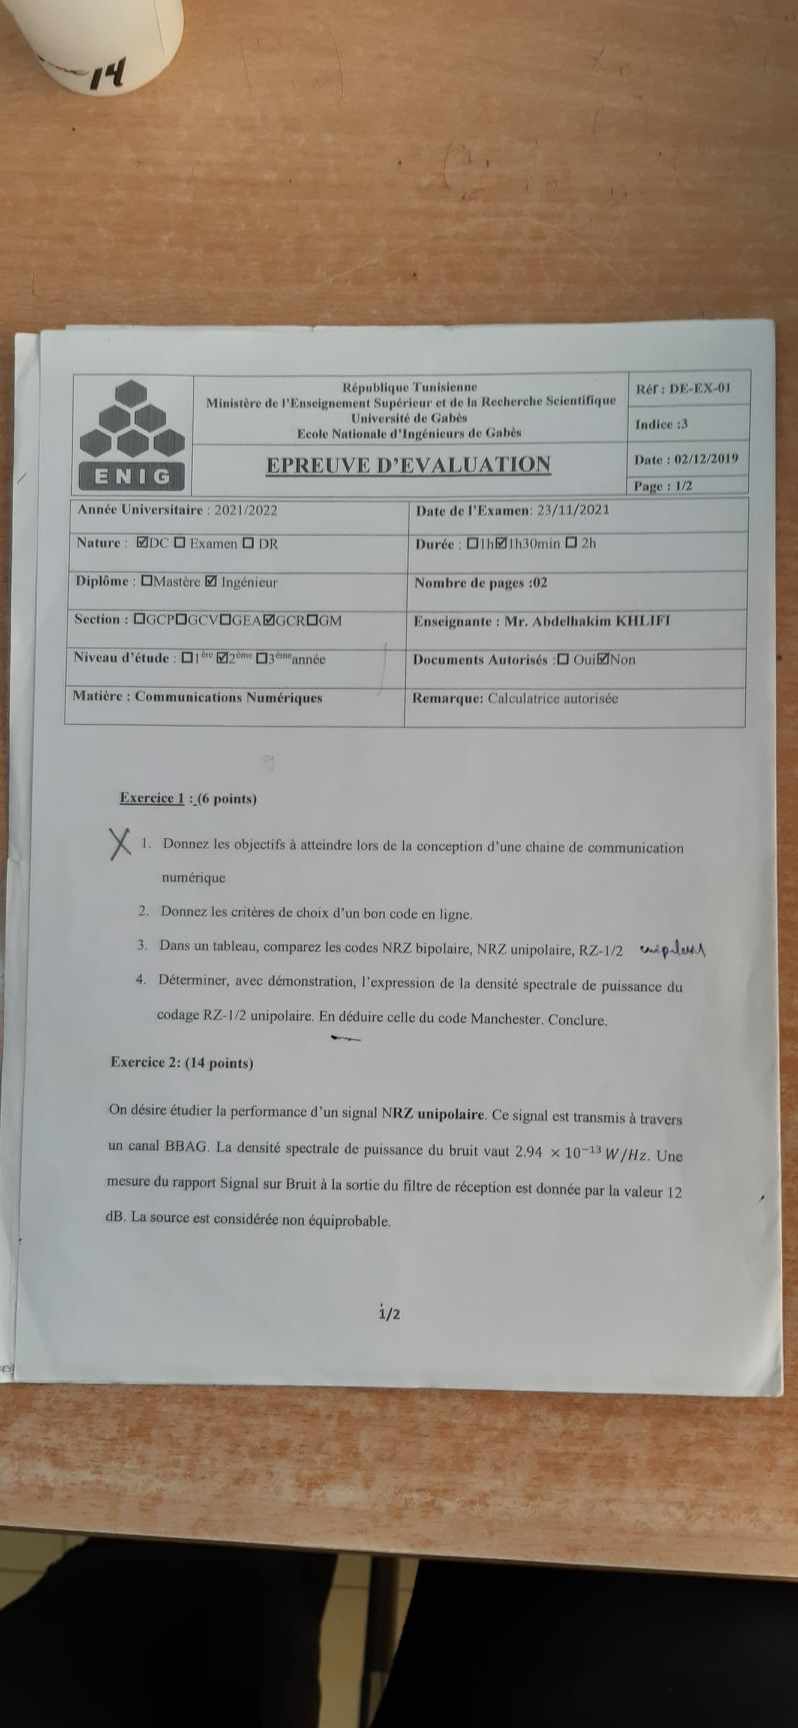 14
République Tunisienne
Ministère de l'Enseignement Supérieur et de la Recherche Scientifique
Université de Gabès
Ecole Nationale d'Ingénieurs de Gabès
EPREUVE D'EVALUATION
Réf : DE-EX-01
Indice :3
Date : 02/12/2019
Page : 1/2
ENIG
Année Universitaire : 2021/2022
Date de l'Examen: 23/11/2021
Nature : ☑DC ☐ Examen ☐ DR
Durée : ☐1h☑1h30min ☐ 2h
Diplôme : ☐Mastère ☑ Ingénieur
Nombre de pages :02
Section : ☐GCP☐GCV☐GEA☑GCR☐GM
Enseignante : Mr. Abdelhakim KHLIFI
Niveau d'étude : ☐1ère ☑2ème ☐3èmeannée
Documents Autorisés :☐ Oui☑Non
Matière : Communications Numériques
Remarque: Calculatrice autorisée
Exercice 1 : (6 points)
1. Donnez les objectifs à atteindre lors de la conception d'une chaine de communication
numérique
2. Donnez les critères de choix d'un bon code en ligne.
3. Dans un tableau, comparez les codes NRZ bipolaire, NRZ unipolaire, RZ-1/2
4. Déterminer, avec démonstration, l'expression de la densité spectrale de puissance du
codage RZ-1/2 unipolaire. En déduire celle du code Manchester. Conclure.
Exercice 2: (14 points)
On désire étudier la performance d'un signal NRZ unipolaire. Ce signal est transmis à travers
un canal BBAG. La densité spectrale de puissance du bruit vaut 2.94 × 10⁻¹³ W/Hz. Une
mesure du rapport Signal sur Bruit à la sortie du filtre de réception est donnée par la valeur 12
dB. La source est considérée non équiprobable.
1/2